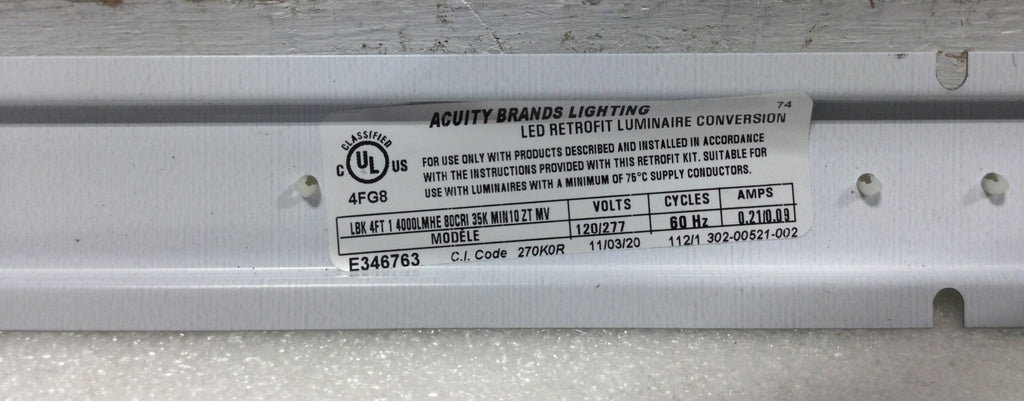 ACUITY BRANDS LIGHTING
74
LED RETROFIT LUMINAIRE CONVERSION
CLASSIFIED
C UL US
4FG8
FOR USE ONLY WITH PRODUCTS DESCRIBED AND INSTALLED IN ACCORDANCE
WITH THE INSTRUCTIONS PROVIDED WITH THIS RETROFIT KIT. SUITABLE FOR
USE WITH LUMINAIRES WITH A MINIMUM OF 75°C SUPPLY CONDUCTORS.
LBK 4FT 1 4000LMHE 80CRI 35K MIN10 ZT MV
VOLTS CYCLES AMPS
MODÈLE
120/277 60 Hz 0.21/0.09
E346763 C.I. Code 270K0R 11/03/20 112/1 302-00521-002